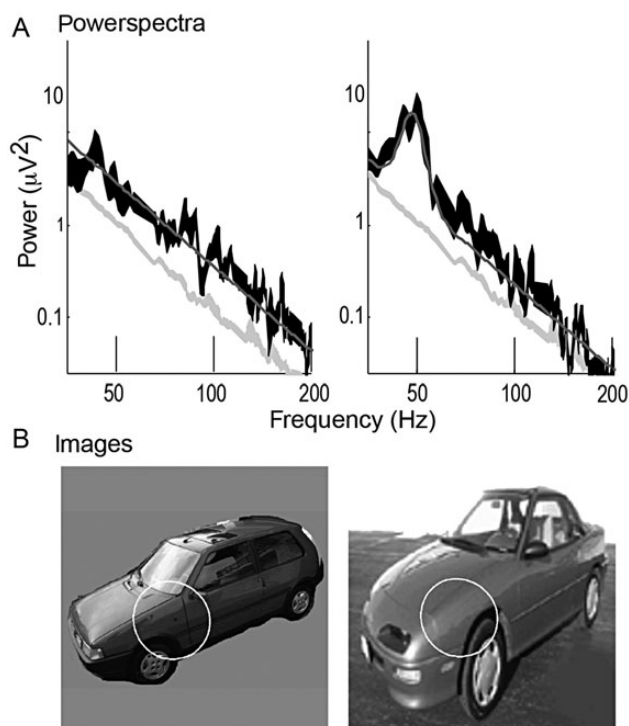 A Powerspectra
10
1
0.1
Power (μV²)
50 100 200
10
1
0.1
50 100 200
Frequency (Hz)
B Images